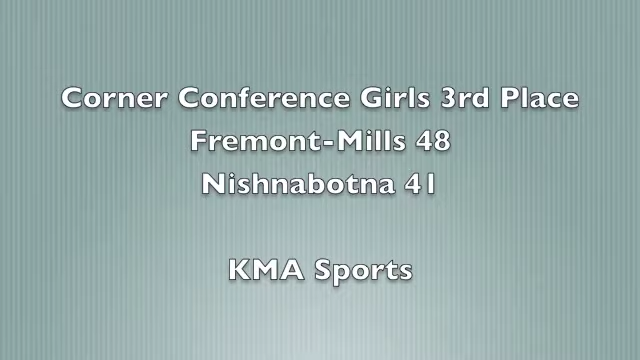 Corner Conference Girls 3rd Place
Fremont-Mills 48
Nishnabotna 41
KMA Sports